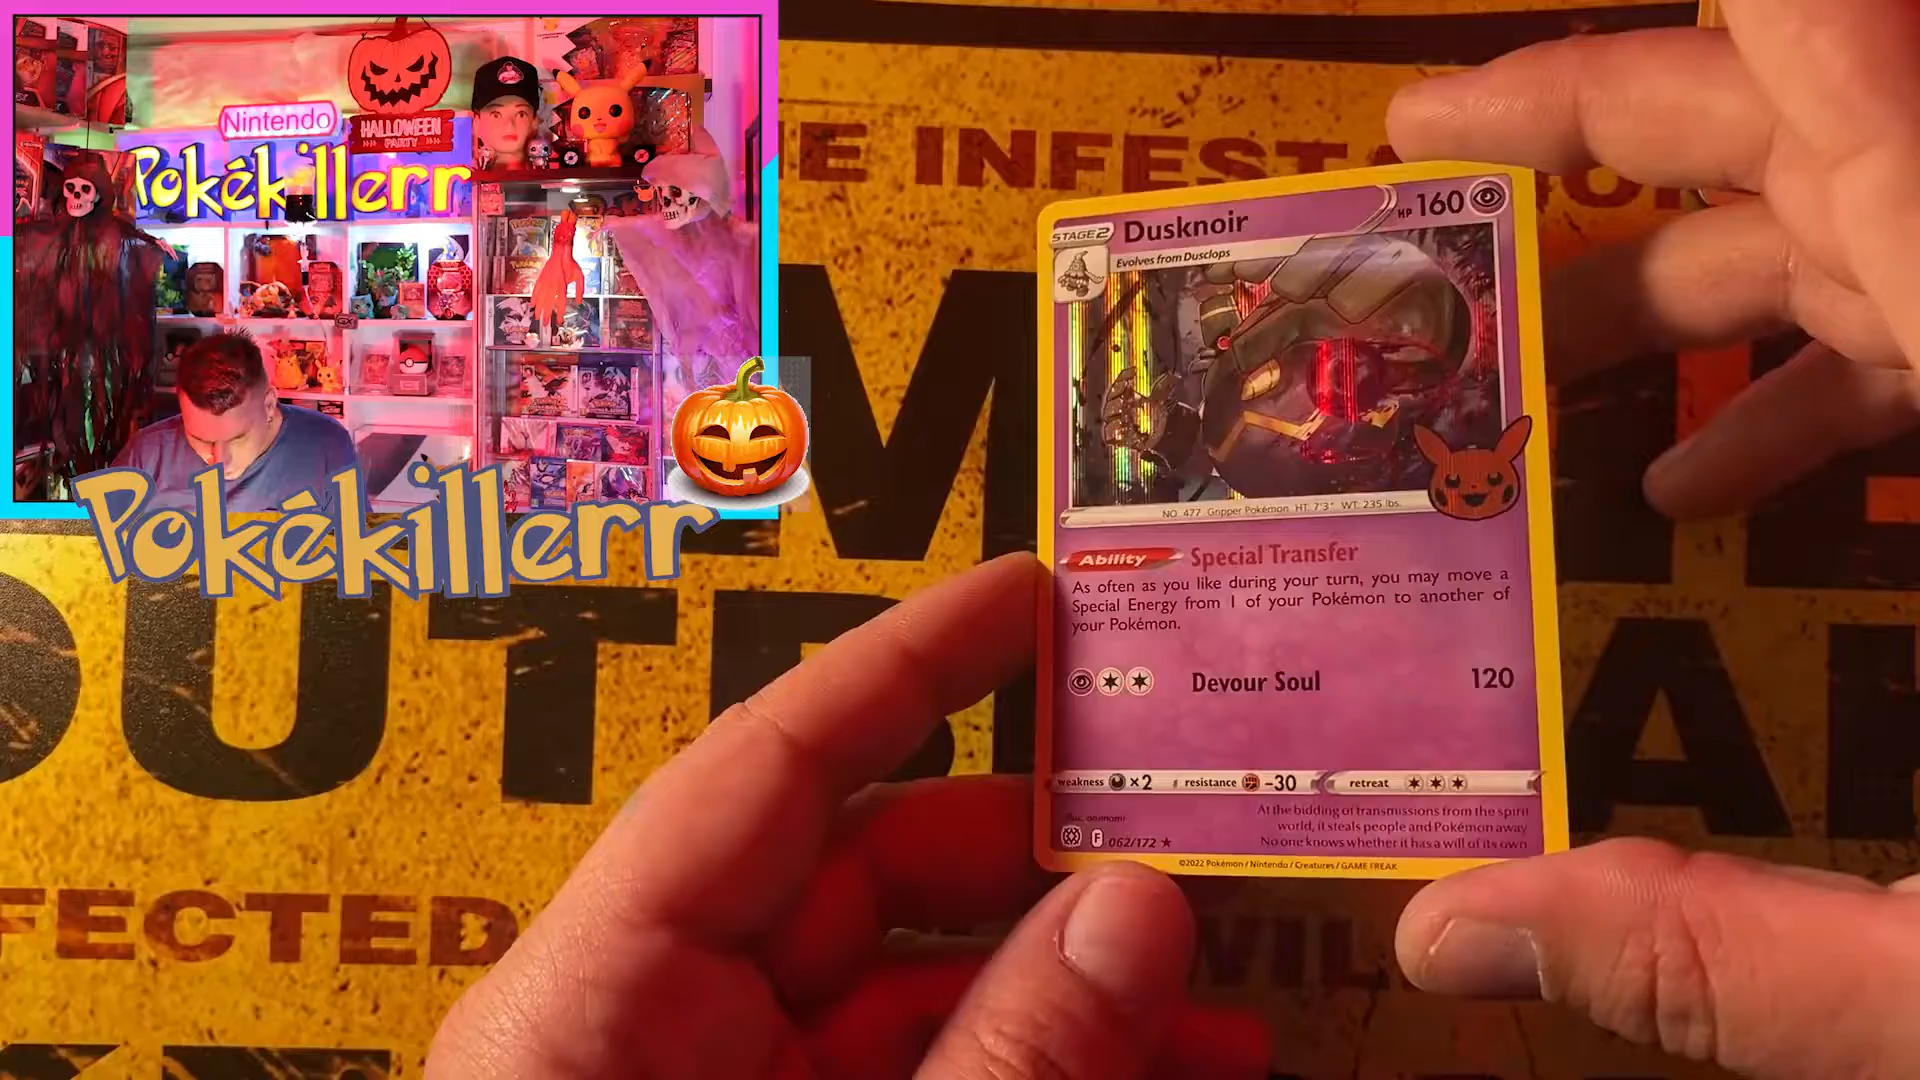 Nintendo
Pokékillerr
HALLOWEEN
PARTY
Pokékillerr
E INFESTA
M
OUTB
FECTED
WIL
STAGE2
Dusknoir
HP 160
Evolves from Dusclops
NO. 477 Gripper Pokémon HT: 7'3" WT: 235 lbs.
Ability Special Transfer
As often as you like during your turn, you may move a
Special Energy from 1 of your Pokémon to another of
your Pokémon.
Devour Soul 120
weakness ×2 resistance -30 retreat
At the bidding of transmissions from the spirit
world, it steals people and Pokémon away
No one knows whether it has a will of its own
F 062/172 ★
©2022 Pokémon / Nintendo / Creatures / GAME FREAK